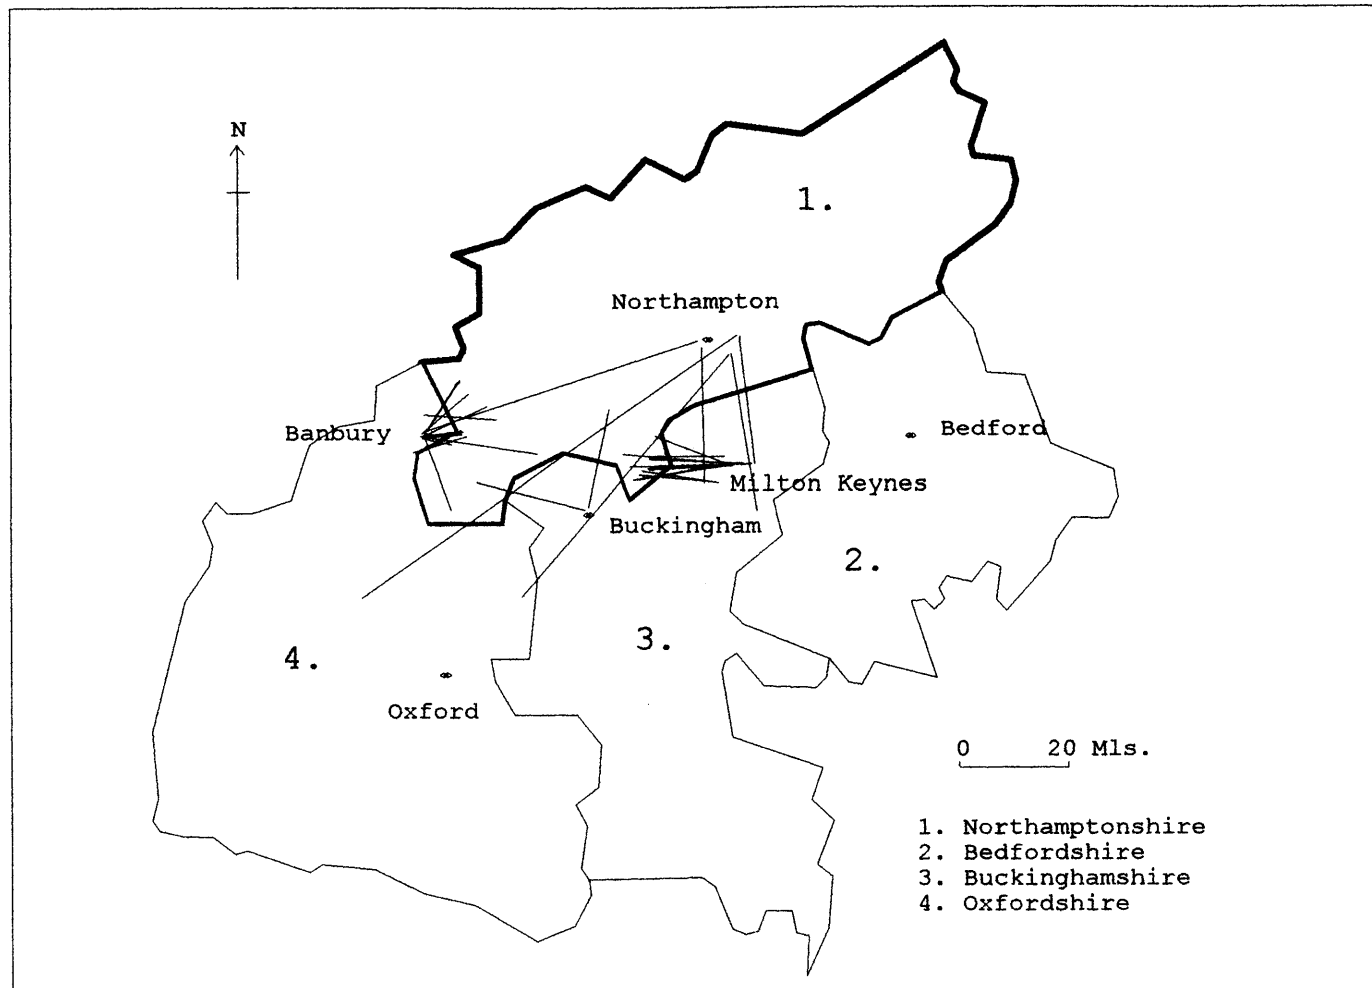 N
1.
Northampton
Banbury
Bedford
Milton Keynes
Buckingham
2.
3.
4.
Oxford
0 20 Mls.
1. Northamptonshire
2. Bedfordshire
3. Buckinghamshire
4. Oxfordshire